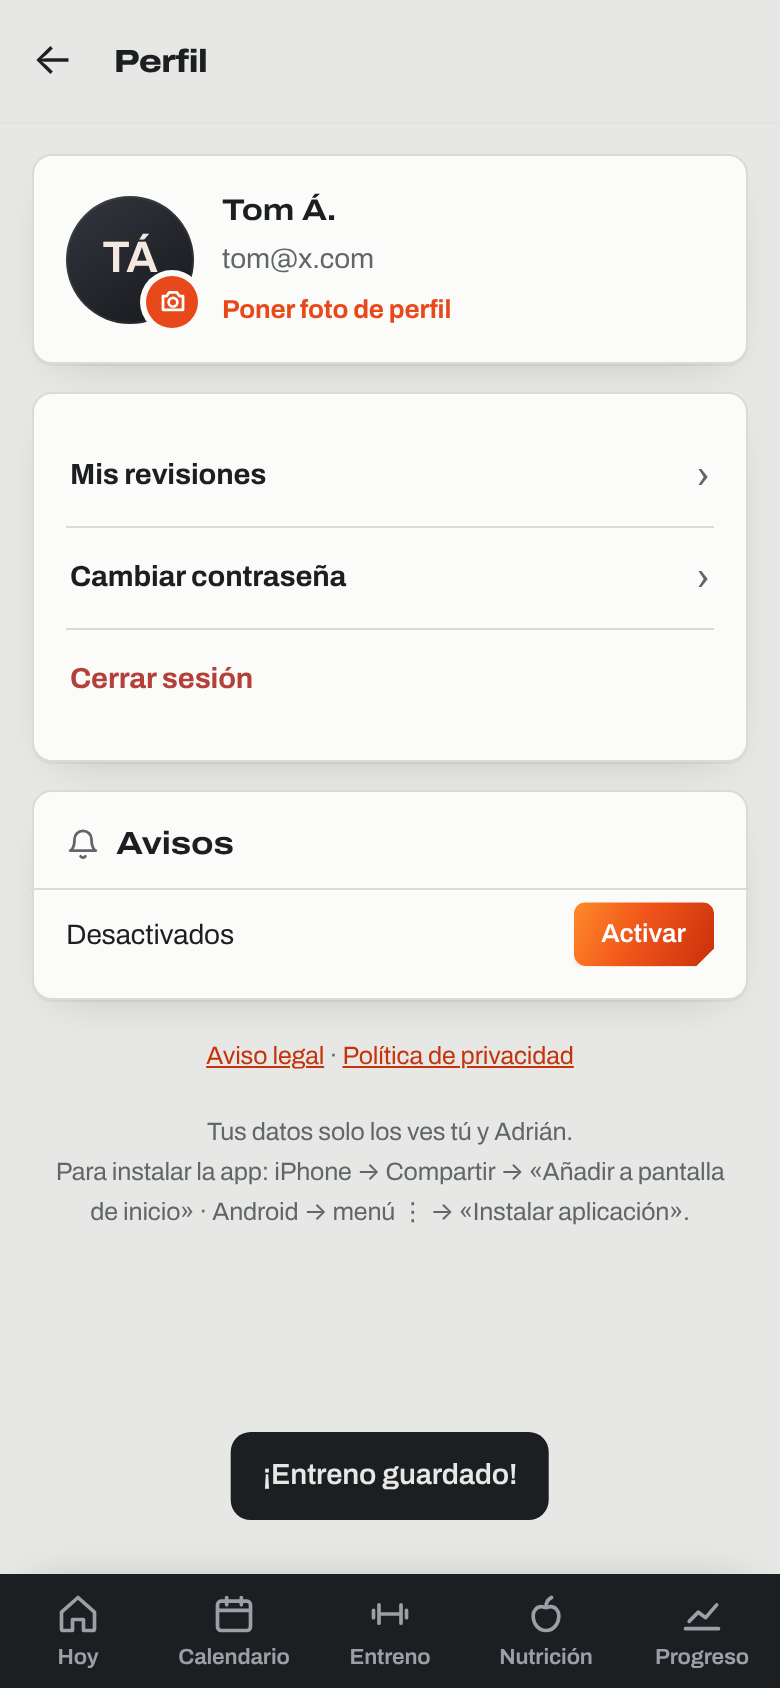 Perfil
TÁ
Tom Á.
tom@x.com
Poner foto de perfil
Mis revisiones ›
Cambiar contraseña ›
Cerrar sesión
Avisos
Desactivados
Activar
Aviso legal · Política de privacidad
Tus datos solo los ves tú y Adrián.
Para instalar la app: iPhone → Compartir → «Añadir a pantalla
de inicio» · Android → menú ⋮ → «Instalar aplicación».
¡Entreno guardado!
Hoy Calendario Entreno Nutrición Progreso